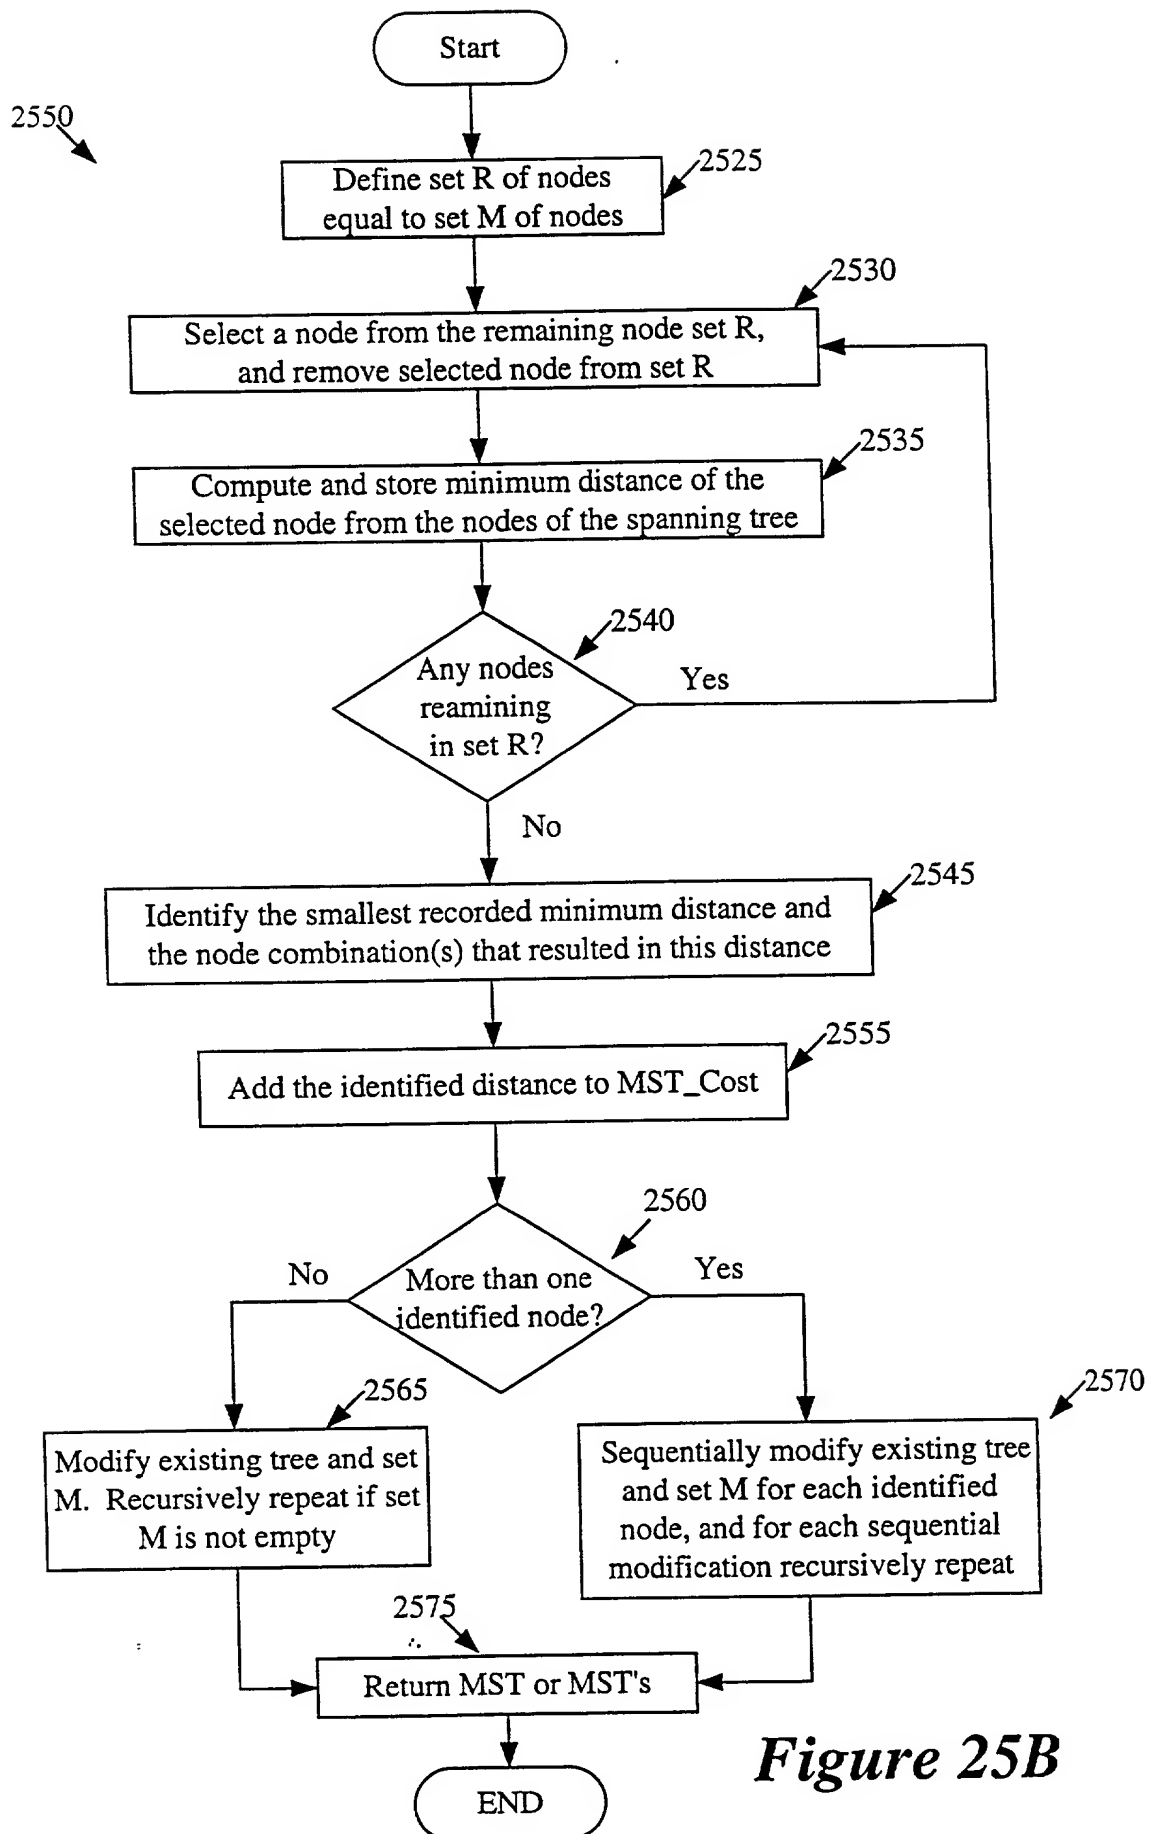 Start
2550
2525
Define set R of nodes
equal to set M of nodes
2530
Select a node from the remaining node set R,
and remove selected node from set R
2535
Compute and store minimum distance of the
selected node from the nodes of the spanning tree
2540
Any nodes
reamining
in set R?
Yes
No
2545
Identify the smallest recorded minimum distance and
the node combination(s) that resulted in this distance
2555
Add the identified distance to MST_Cost
2560
No
More than one
identified node?
Yes
2565
Modify existing tree and set
M. Recursively repeat if set
M is not empty
2570
Sequentially modify existing tree
and set M for each identified
node, and for each sequential
modification recursively repeat
2575
Return MST or MST's
Figure 25B
END